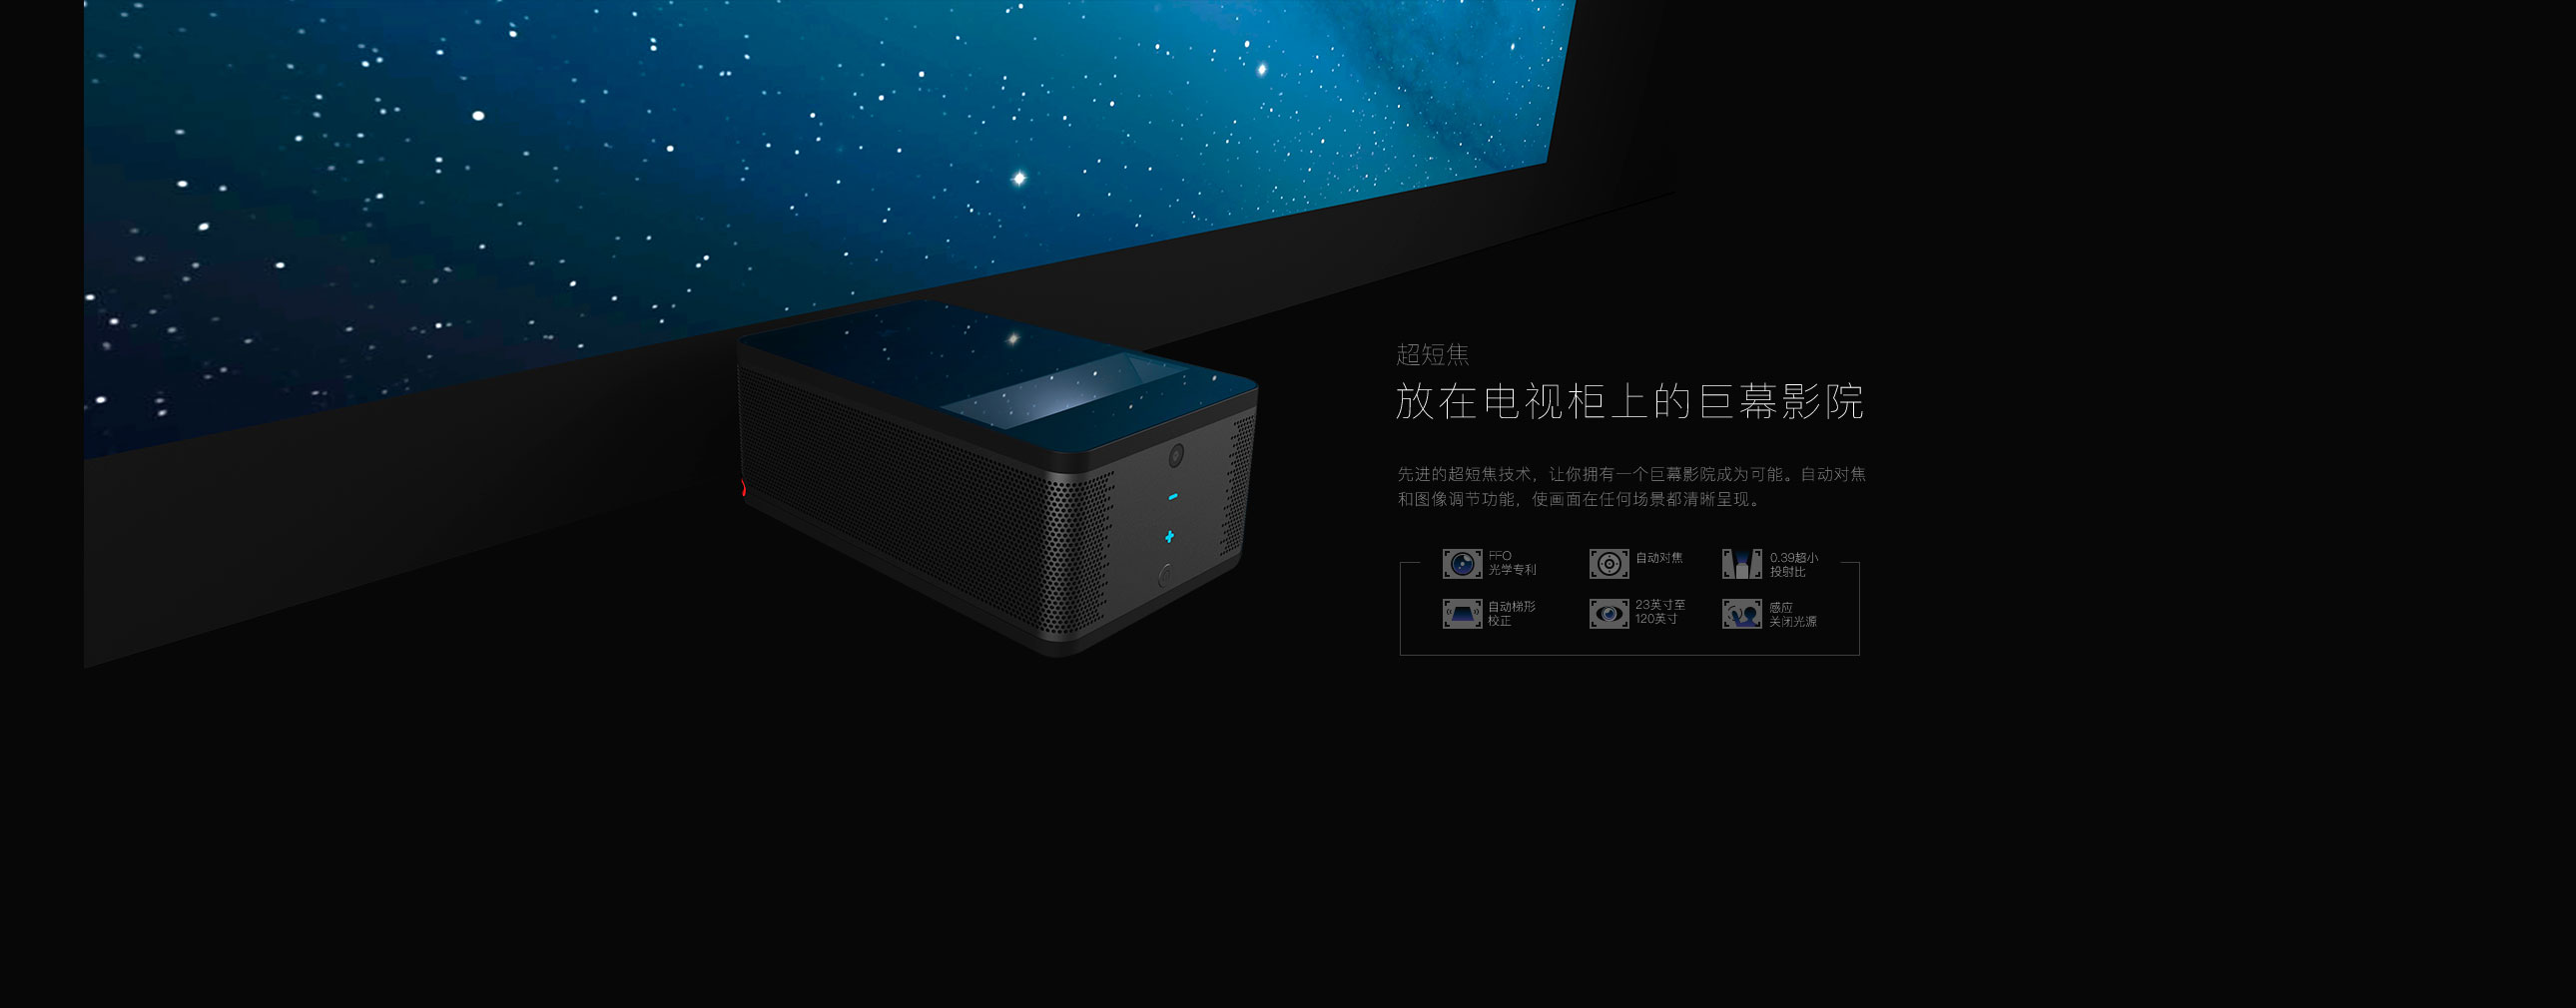 超短焦
放在电视柜上的巨幕影院
先进的超短焦技术，让你拥有一个巨幕影院成为可能。自动对焦
和图像调节功能，使画面在任何场景都清晰呈现。
FFO
光学专利
自动对焦
0.39超小
投射比
自动梯形
校正
23英寸至
120英寸
感应
关闭光源